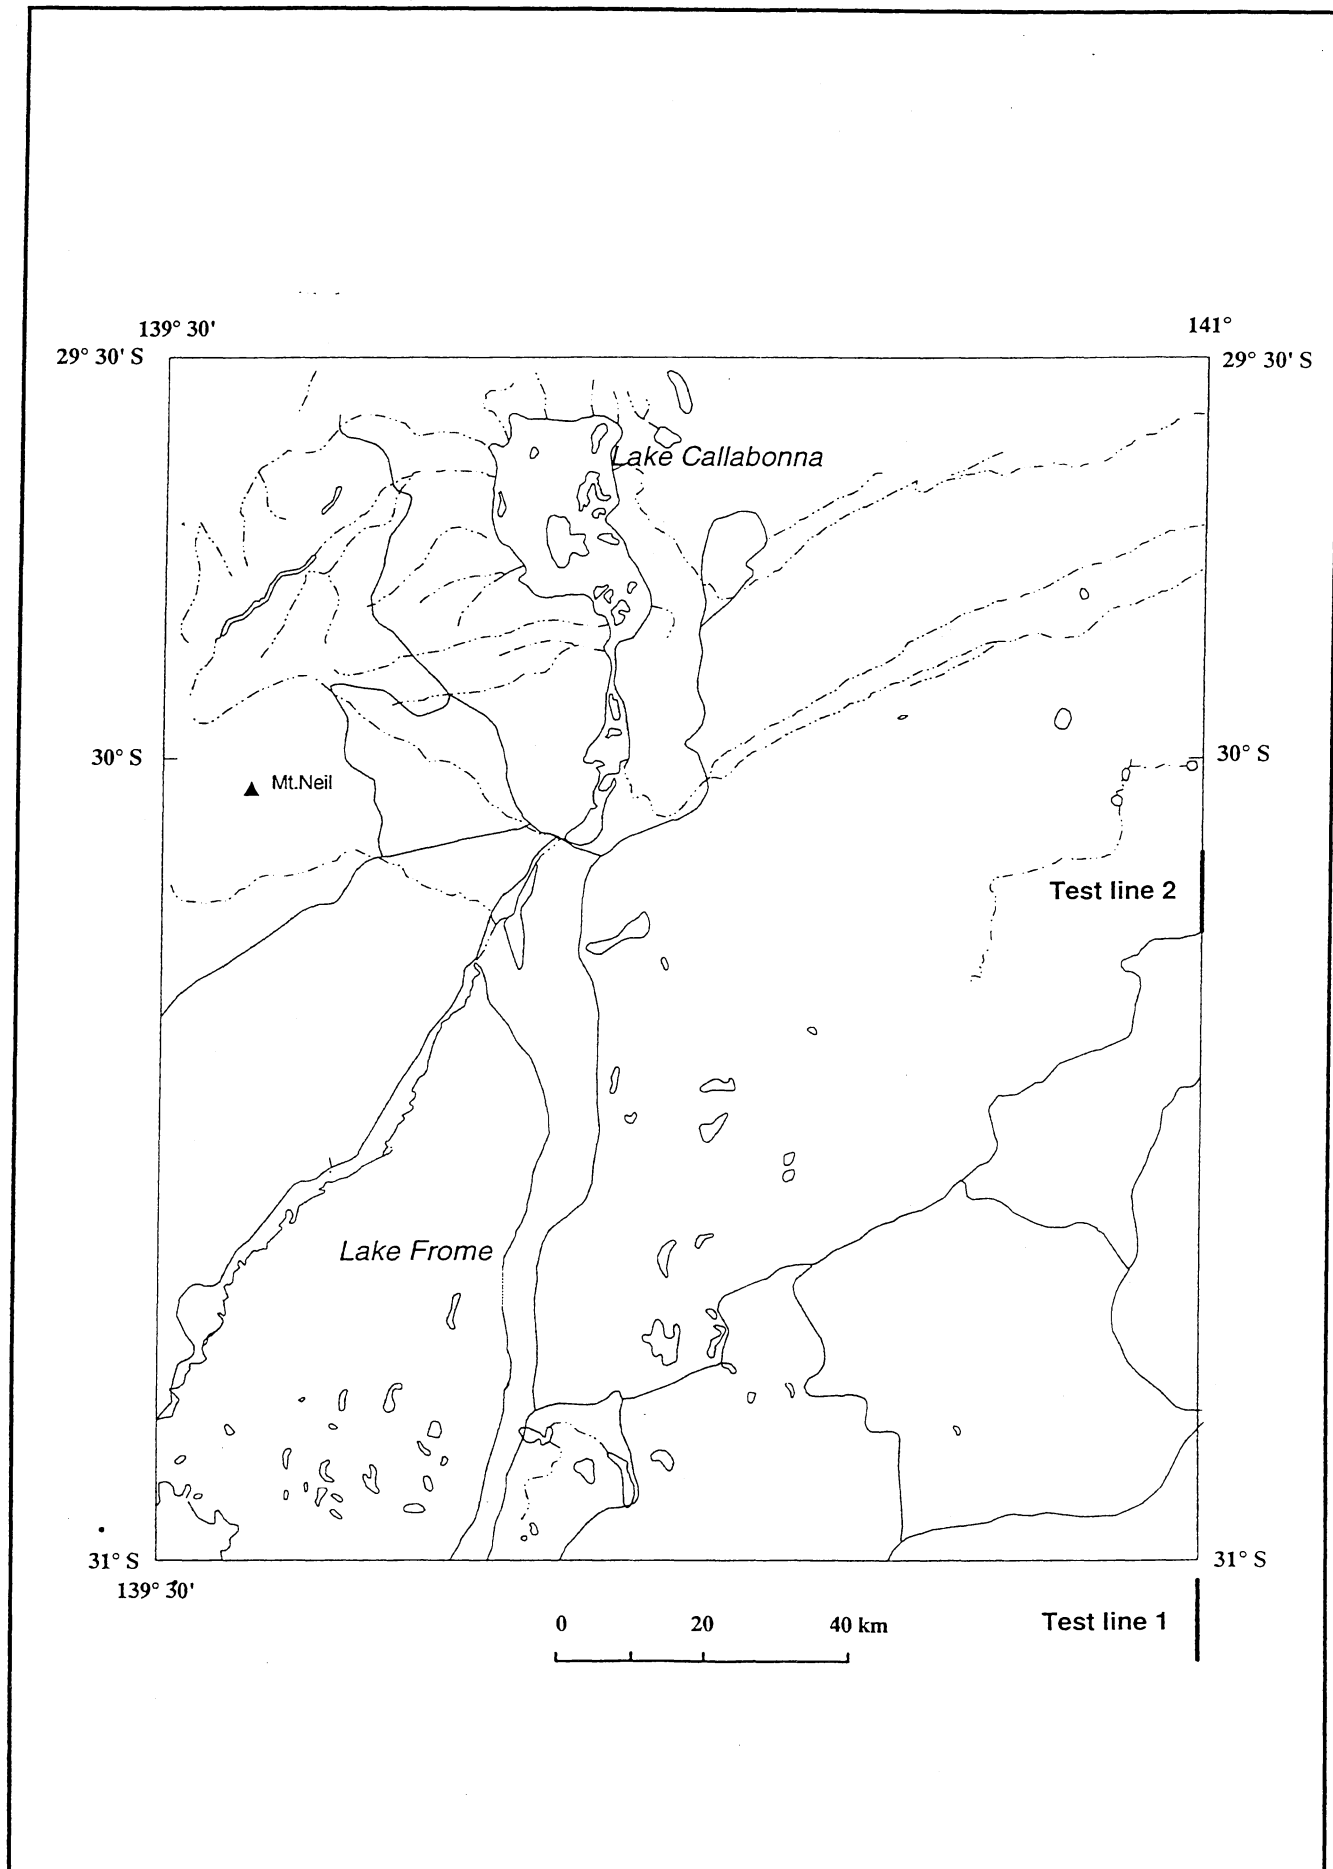 139° 30'
141°
29° 30' S
29° 30' S
Lake Callabonna
30° S
30° S
Mt.Neil
Test line 2
Lake Frome
31° S
31° S
139° 30'
0 20 40 km
Test line 1